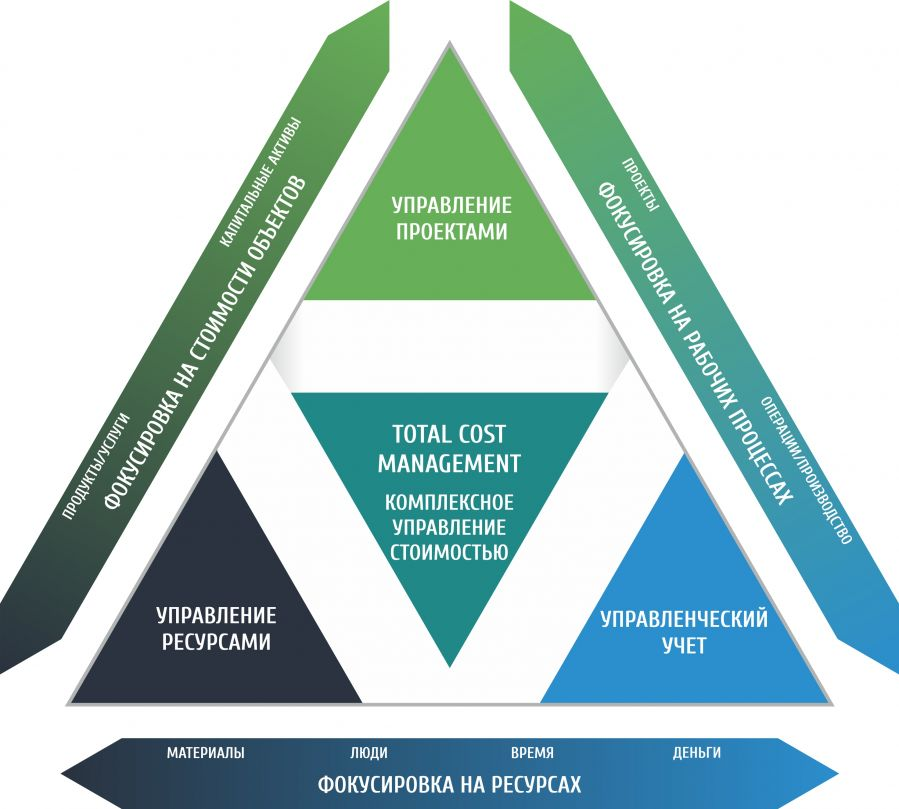 КАПИТАЛЬНЫЕ АКТИВЫ
ФОКУСИРОВКА НА СТОИМОСТИ ОБЪЕКТОВ
ПРОДУКТЫ/УСЛУГИ
ПРОЕКТЫ
ФОКУСИРОВКА НА РАБОЧИХ ПРОЦЕССАХ
ОПЕРАЦИИ/ПРОИЗВОДСТВО
УПРАВЛЕНИЕ
ПРОЕКТАМИ
TOTAL COST
MANAGEMENT
КОМПЛЕКСНОЕ
УПРАВЛЕНИЕ
СТОИМОСТЬЮ
УПРАВЛЕНИЕ
РЕСУРСАМИ
УПРАВЛЕНЧЕСКИЙ
УЧЕТ
МАТЕРИАЛЫ ЛЮДИ ВРЕМЯ ДЕНЬГИ
ФОКУСИРОВКА НА РЕСУРСАХ